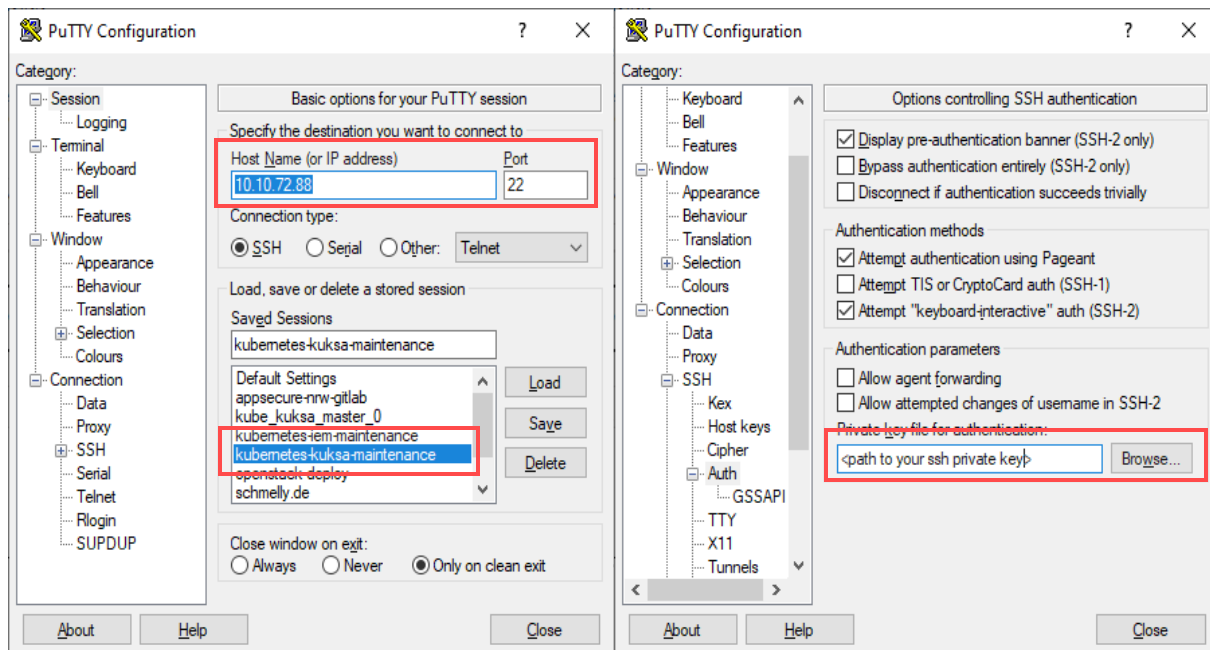 PuTTY Configuration
?
Category:
Session
Logging
Terminal
Keyboard
Bell
Features
Window
Appearance
Behaviour
Translation
Selection
Colours
Connection
Data
Proxy
SSH
Serial
Telnet
Rlogin
SUPDUP
Basic options for your PuTTY session
Specify the destination you want to connect to
Host Name (or IP address) Port
10.10.72.88 22
Connection type:
SSH Serial Other: Telnet
Load, save or delete a stored session
Saved Sessions
kubernetes-kuksa-maintenance
Default Settings
appsecure-nrw-gitlab
kube_kuksa_master_0
kubernetes-iem-maintenance
kubernetes-kuksa-maintenance
openstack-deploy
schmelly.de
Load
Save
Delete
Close window on exit:
Always Never Only on clean exit
About Help Close
PuTTY Configuration
?
Category:
Keyboard
Bell
Features
Window
Appearance
Behaviour
Translation
Selection
Colours
Connection
Data
Proxy
SSH
Kex
Host keys
Cipher
Auth
GSSAPI
TTY
X11
Tunnels
Options controlling SSH authentication
Display pre-authentication banner (SSH-2 only)
Bypass authentication entirely (SSH-2 only)
Disconnect if authentication succeeds trivially
Authentication methods
Attempt authentication using Pageant
Attempt TIS or CryptoCard auth (SSH-1)
Attempt "keyboard-interactive" auth (SSH-2)
Authentication parameters
Allow agent forwarding
Allow attempted changes of username in SSH-2
Private key file for authentication:
<path to your ssh private key> Browse...
About Help Close